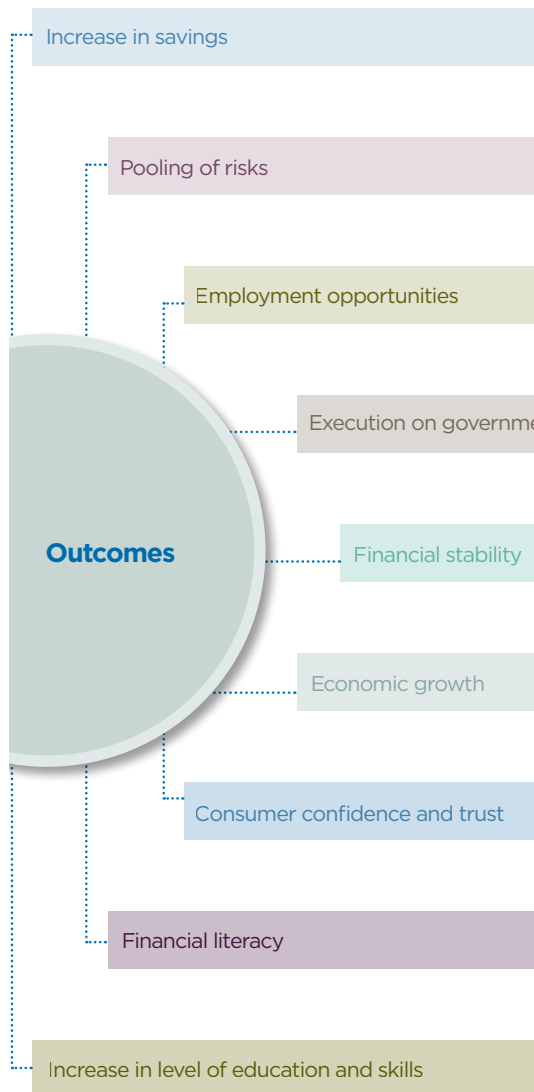 Increase in savings
Pooling of risks
Employment opportunities
Execution on
Outcomes
Financial stability
Economic growth
Consumer confidence and trust
Financial literacy
Increase in level of education and skills